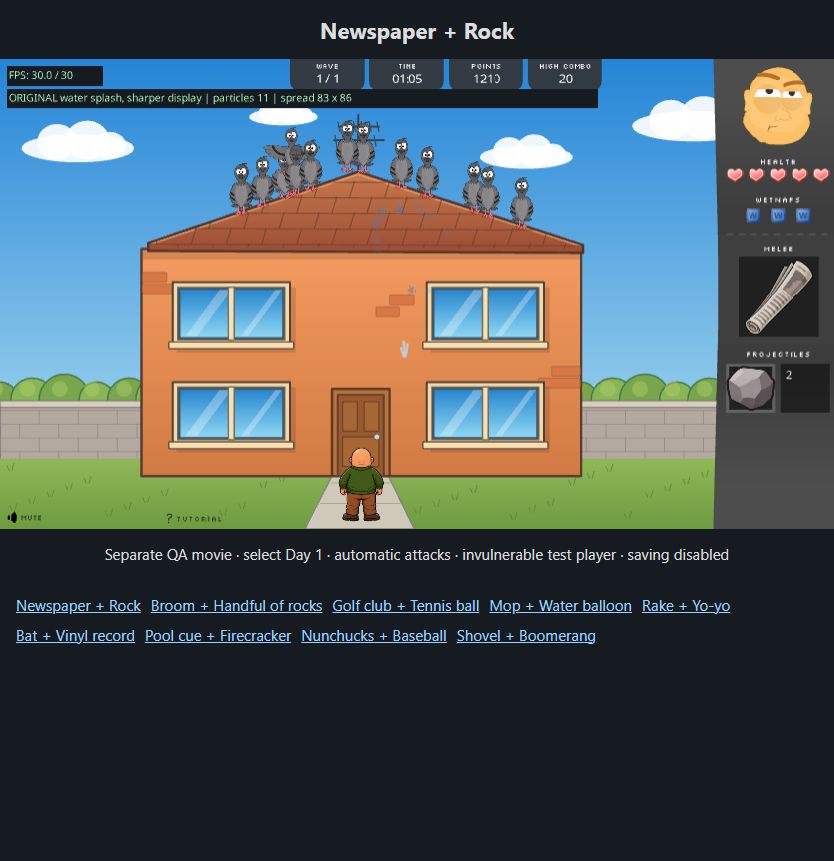 Newspaper + Rock
FPS: 30.0 / 30
WAVE
1 / 1
TIME
01:05
POINTS
1210
HIGH COMBO
20
ORIGINAL water splash, sharper display | particles 11 | spread 83 x 86
HEALTH
WETNAPS
W W W
MELEE
PROJECTILES
2
MUTE
? TUTORIAL
Separate QA movie · select Day 1 · automatic attacks · invulnerable test player · saving disabled
Newspaper + Rock Broom + Handful of rocks Golf club + Tennis ball Mop + Water balloon Rake + Yo-yo
Bat + Vinyl record Pool cue + Firecracker Nunchucks + Baseball Shovel + Boomerang